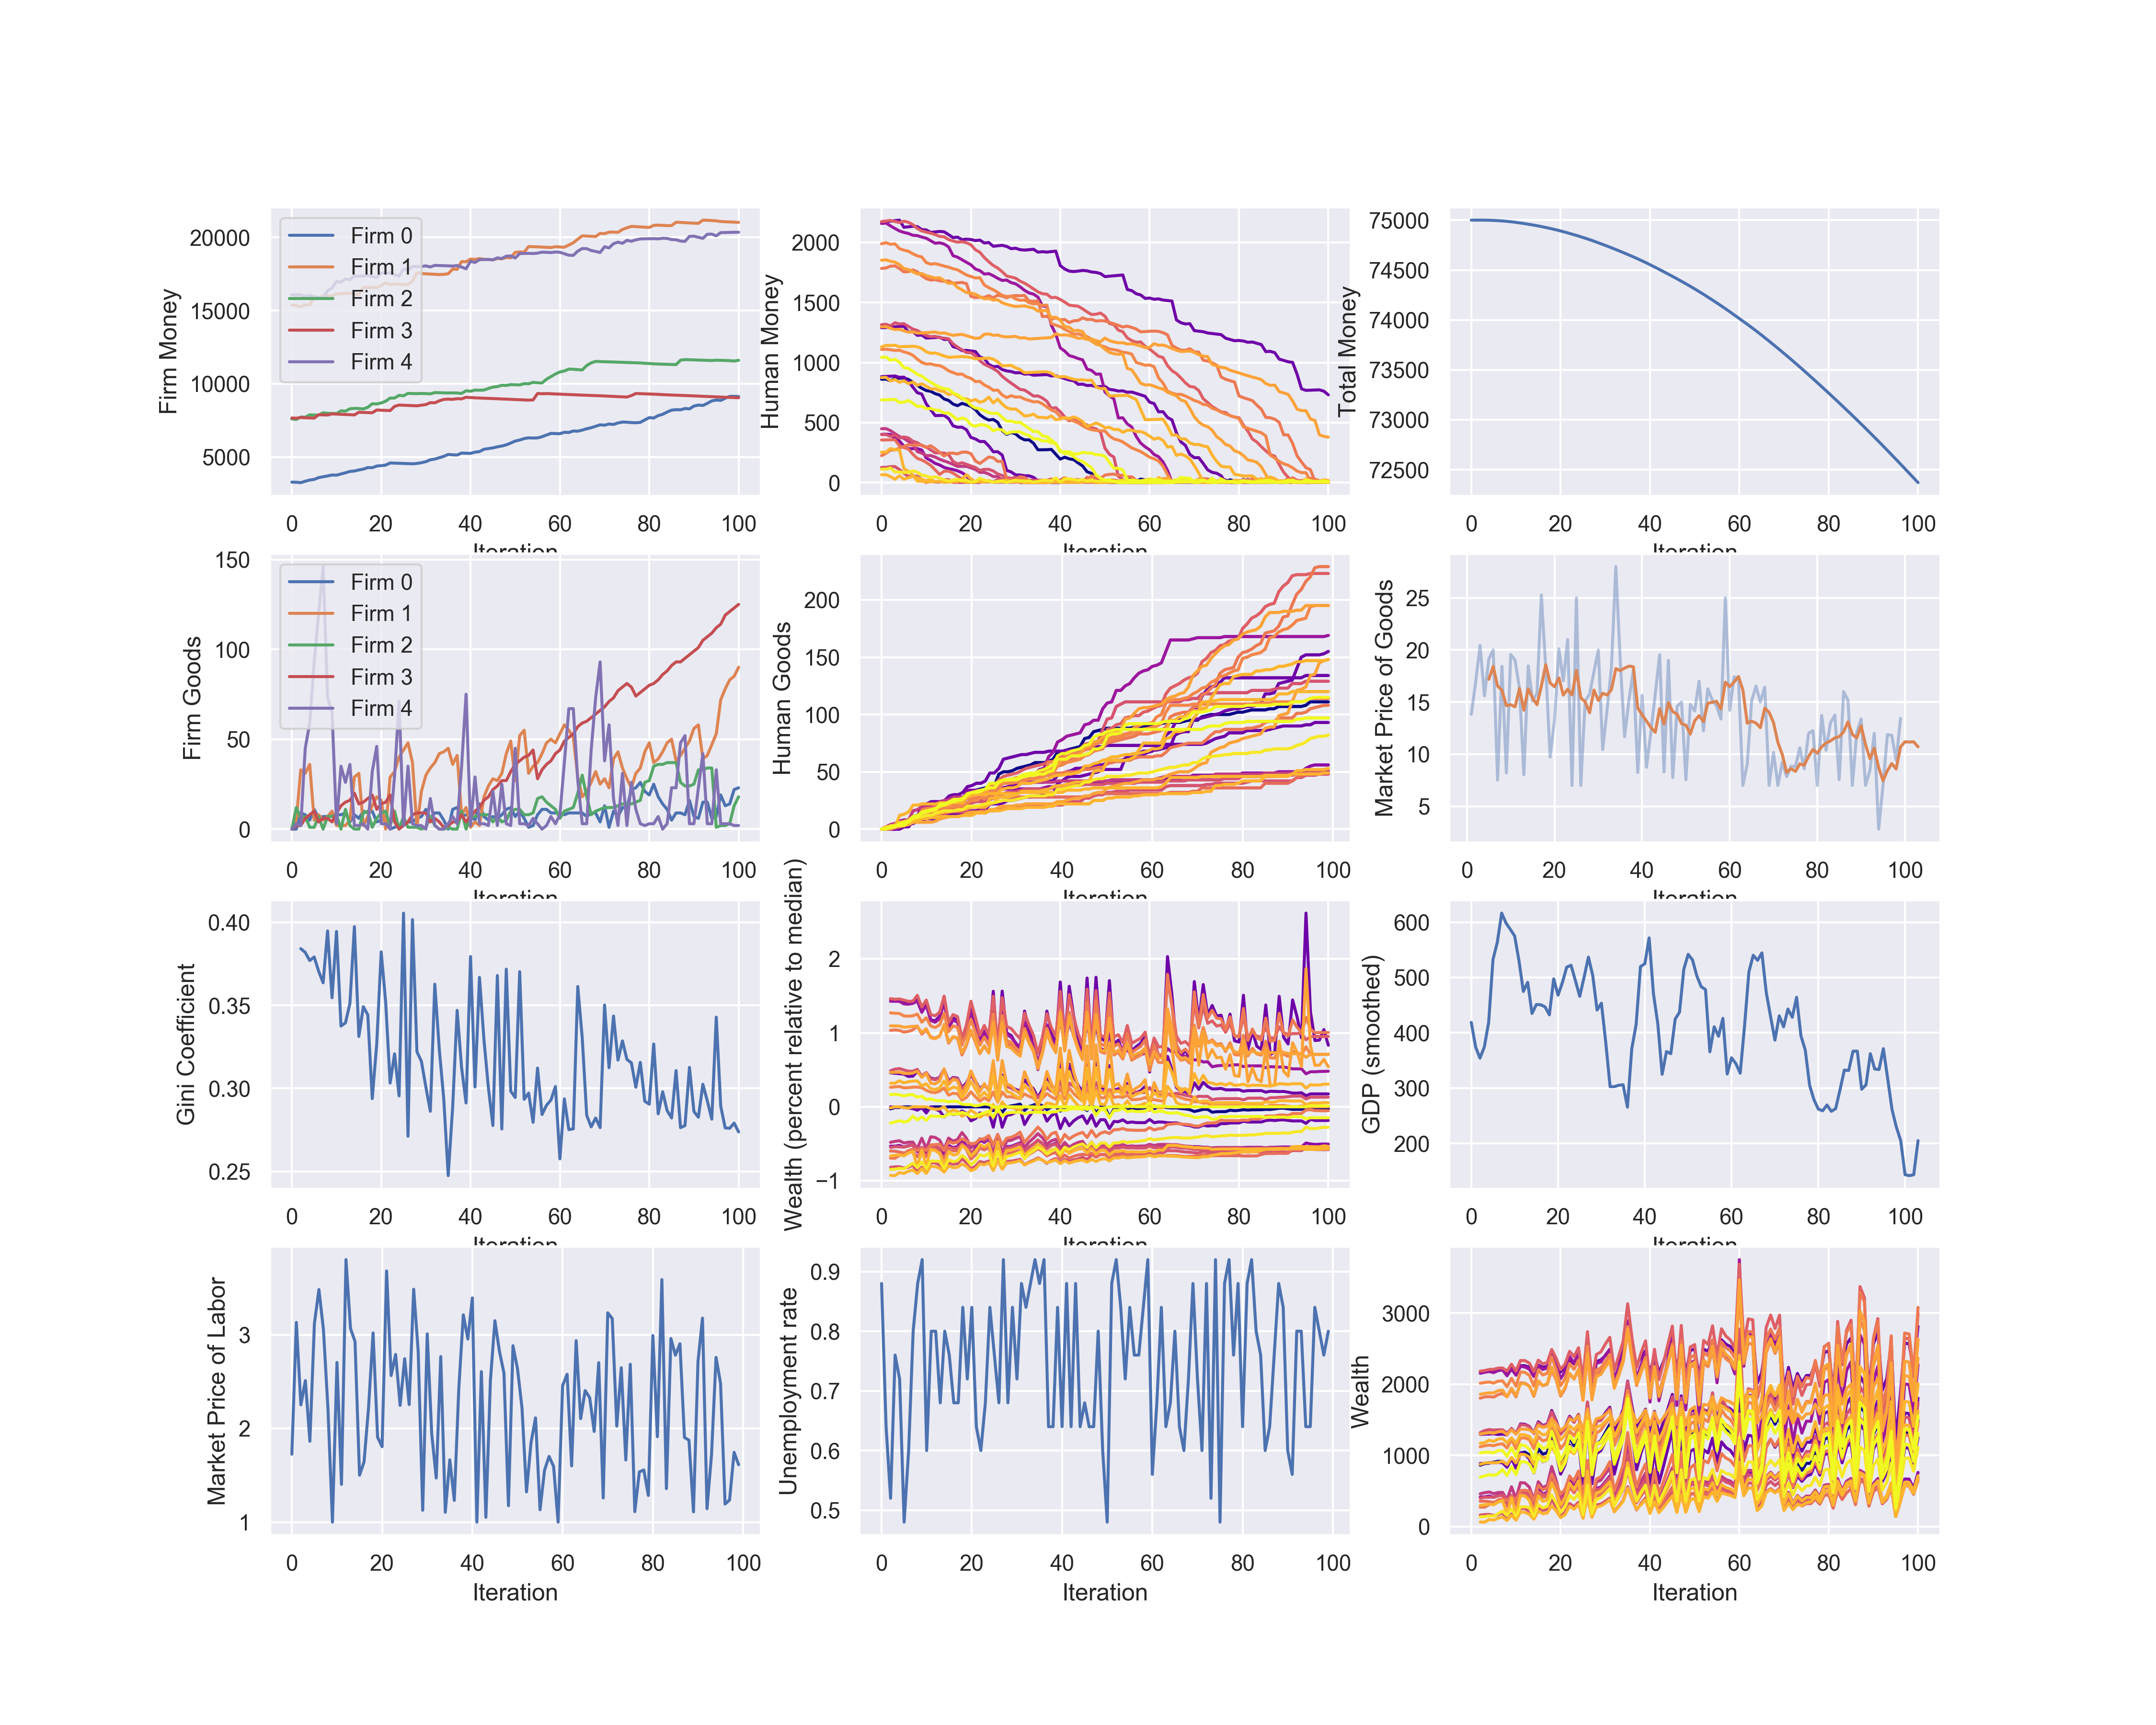 Firm Money
20000
15000
10000
5000
Firm 0
Firm 1
Firm 2
Firm 3
Firm 4
0 20 40 60 80 100
Iteration
Human Money
2000
1500
1000
500
0
0 20 40 60 80 100
Iteration
Total Money
75000
74500
74000
73500
73000
72500
0 20 40 60 80 100
Iteration
Firm Goods
150
100
50
0
Firm 0
Firm 1
Firm 2
Firm 3
Firm 4
0 20 40 60 80 100
Iteration
Human Goods
200
150
100
50
0
0 20 40 60 80 100
Iteration
Market Price of Goods
25
20
15
10
5
0 20 40 60 80 100
Iteration
Gini Coefficient
0.40
0.35
0.30
0.25
0 20 40 60 80 100
Iteration
Wealth (percent relative to median)
2
1
0
−1
0 20 40 60 80 100
Iteration
GDP (smoothed)
600
500
400
300
200
0 20 40 60 80 100
Iteration
Market Price of Labor
3
2
1
0 20 40 60 80 100
Iteration
Unemployment rate
0.9
0.8
0.7
0.6
0.5
0 20 40 60 80 100
Iteration
Wealth
3000
2000
1000
0
0 20 40 60 80 100
Iteration